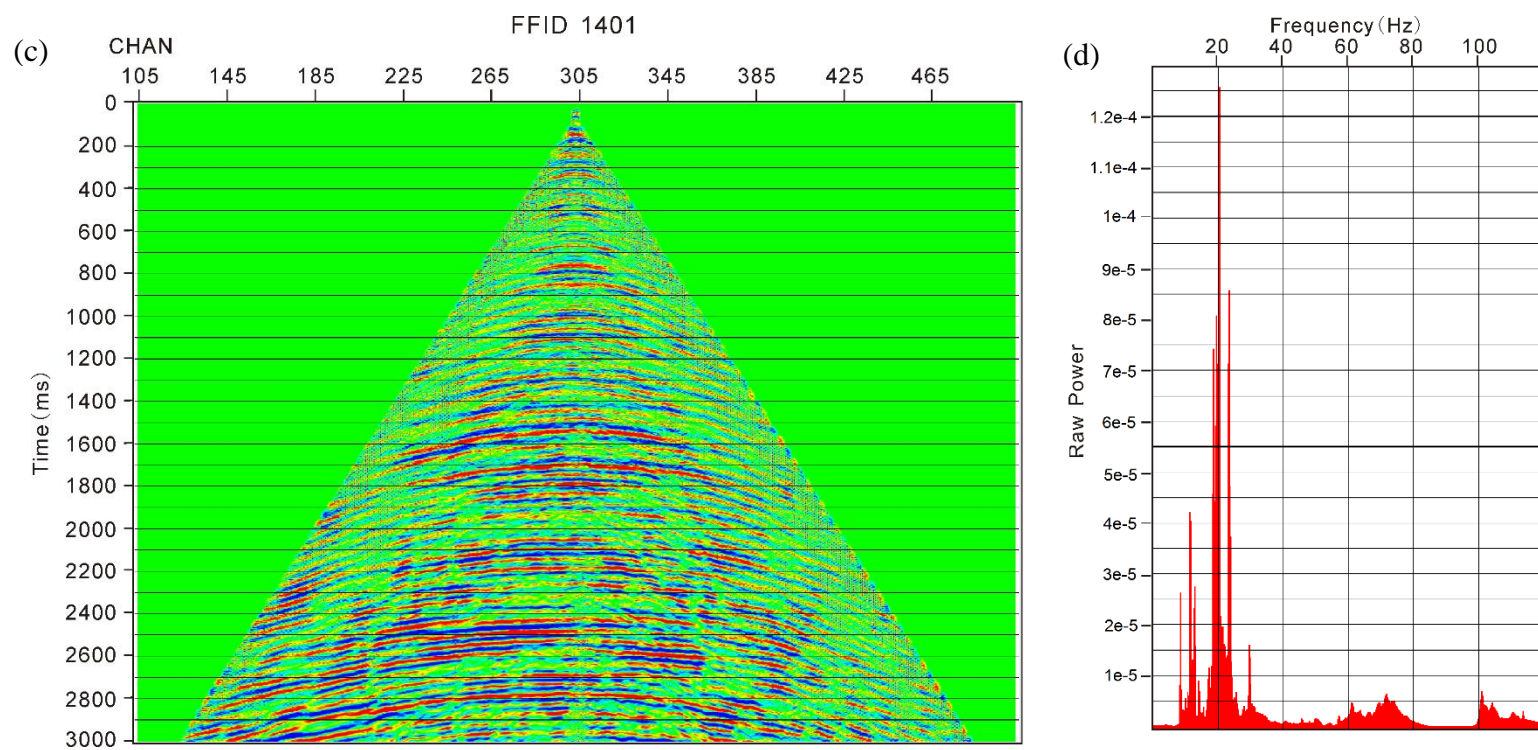 (c)
FFID 1401
CHAN
105 145 185 225 265 305 345 385 425 465
Time(ms)
0
200
400
600
800
1000
1200
1400
1600
1800
2000
2200
2400
2600
2800
3000
(d)
Frequency(Hz)
20 40 60 80 100
Raw Power
1.2e-4
1.1e-4
1e-4
9e-5
8e-5
7e-5
6e-5
5e-5
4e-5
3e-5
2e-5
1e-5